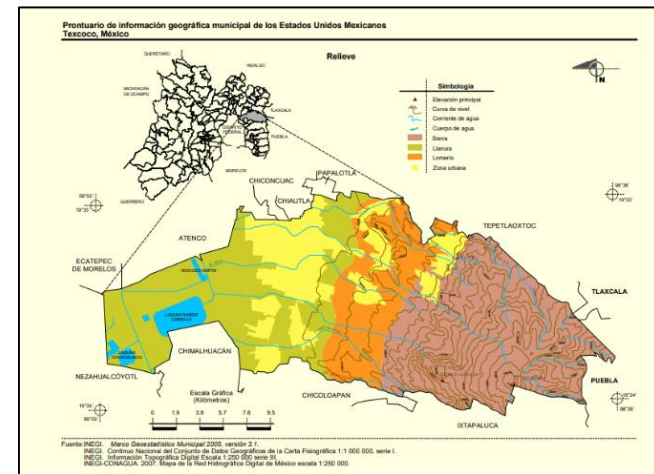 Prontuario de información geográfica municipal de los Estados Unidos Mexicanos
Texcoco, México
Relieve
QUERÉTARO
HIDALGO
MICHOACÁN
DE OCAMPO
TLAXCALA
DISTRITO
FEDERAL
PUEBLA
MORELOS
GUERRERO
N
Simbología
Elevación principal
Curva de nivel
Corriente de agua
Cuerpo de agua
Sierra
Llanura
Lomerío
Zona urbana
CHICONCUAC
PAPALOTLA
CHIAUTLA
TEPETLAOXTOC
ATENCO
ECATEPEC
DE MORELOS
TLAXCALA
CHIMALHUACÁN
NEZAHUALCÓYOTL
CHICOLOAPAN
PUEBLA
IXTAPALUCA
Escala Gráfica
(Kilómetros)
0 1.9 3.8 5.7 7.6 9.5
Fuente: INEGI. Marco Geoestadístico Municipal 2005, versión 3.1.
INEGI. Continuo Nacional del Conjunto de Datos Geográficos de la Carta Fisiográfica 1:1 000 000, serie I.
INEGI. Información Topográfica Digital Escala 1:250 000 serie III.
INEGI-CONAGUA. 2007. Mapa de la Red Hidrográfica Digital de México escala 1:250 000.